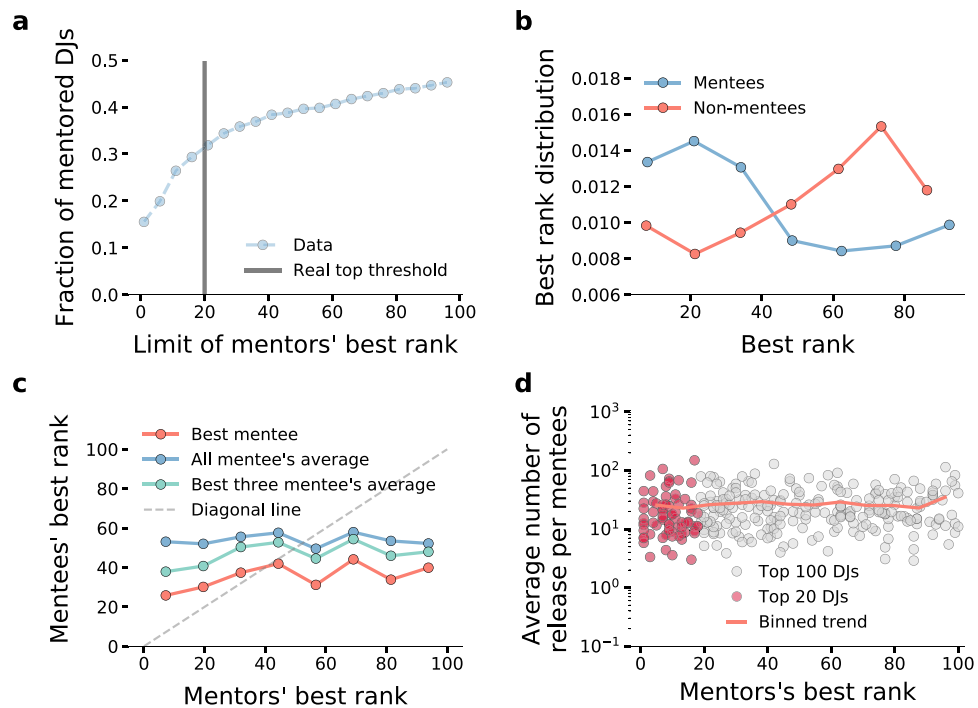 a
Fraction of mentored DJs
0.5
0.4
0.3
0.2
0.1
0.0
Data
Real top threshold
0 20 40 60 80 100
Limit of mentors' best rank
b
Best rank distribution
0.018
0.016
0.014
0.012
0.010
0.008
0.006
Mentees
Non-mentees
20 40 60 80
Best rank
c
Mentees' best rank
Best mentee
All mentee's average
Best three mentee's average
Diagonal line
100
80
60
40
20
0
0 20 40 60 80 100
Mentors' best rank
d
Average number of
release per mentees
10³
10²
10¹
10⁰
10⁻¹
Top 100 DJs
Top 20 DJs
Binned trend
0 20 40 60 80 100
Mentors's best rank